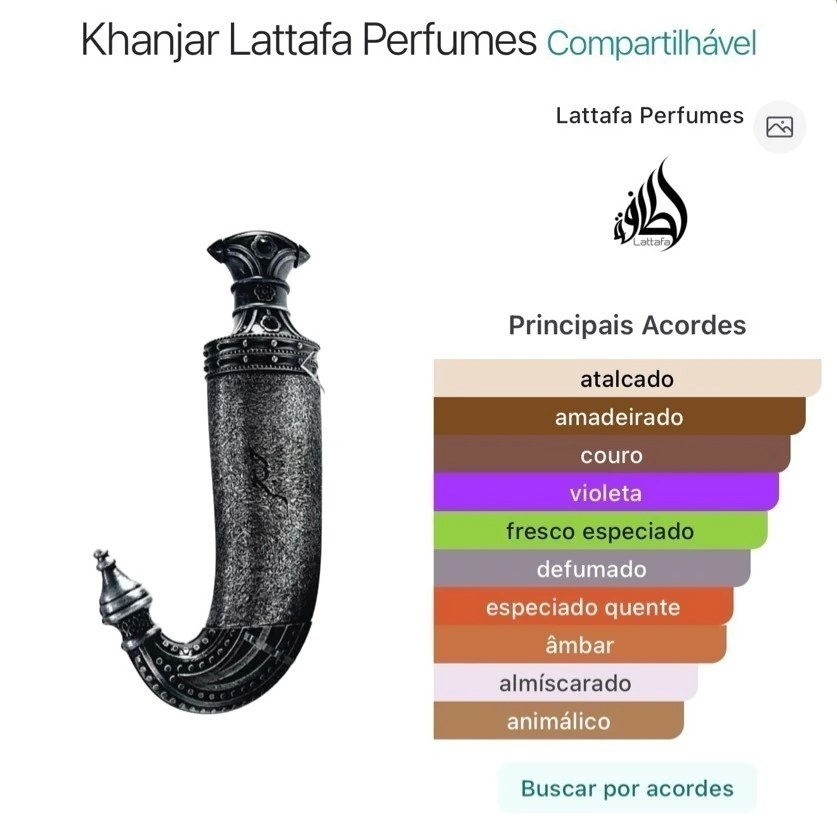 Khanjar Lattafa Perfumes Compartilhável
Lattafa Perfumes
لطافة
Lattafa
Principais Acordes
atalcado
amadeirado
couro
violeta
fresco especiado
defumado
especiado quente
âmbar
almíscarado
animálico
Buscar por acordes